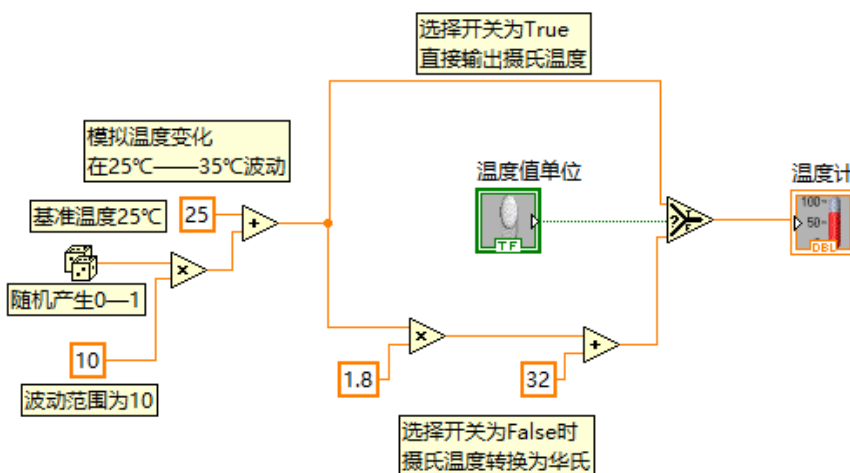 选择开关为True
直接输出摄氏温度
模拟温度变化
在25℃——35℃波动
温度值单位
温度计
基准温度25℃
25
+
?
T
F
TF
100
50
DBL
×
随机产生0—1
10
×
1.8
+
32
波动范围为10
选择开关为False时
摄氏温度转换为华氏